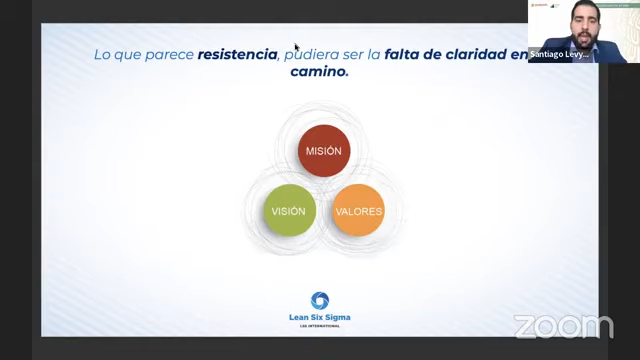 Lo que parece resistencia, pudiera ser la falta de claridad en
camino.
Santiago Levy...
MISIÓN
VISIÓN
VALORES
Lean Six Sigma
LSS INTERNATIONAL
zoom